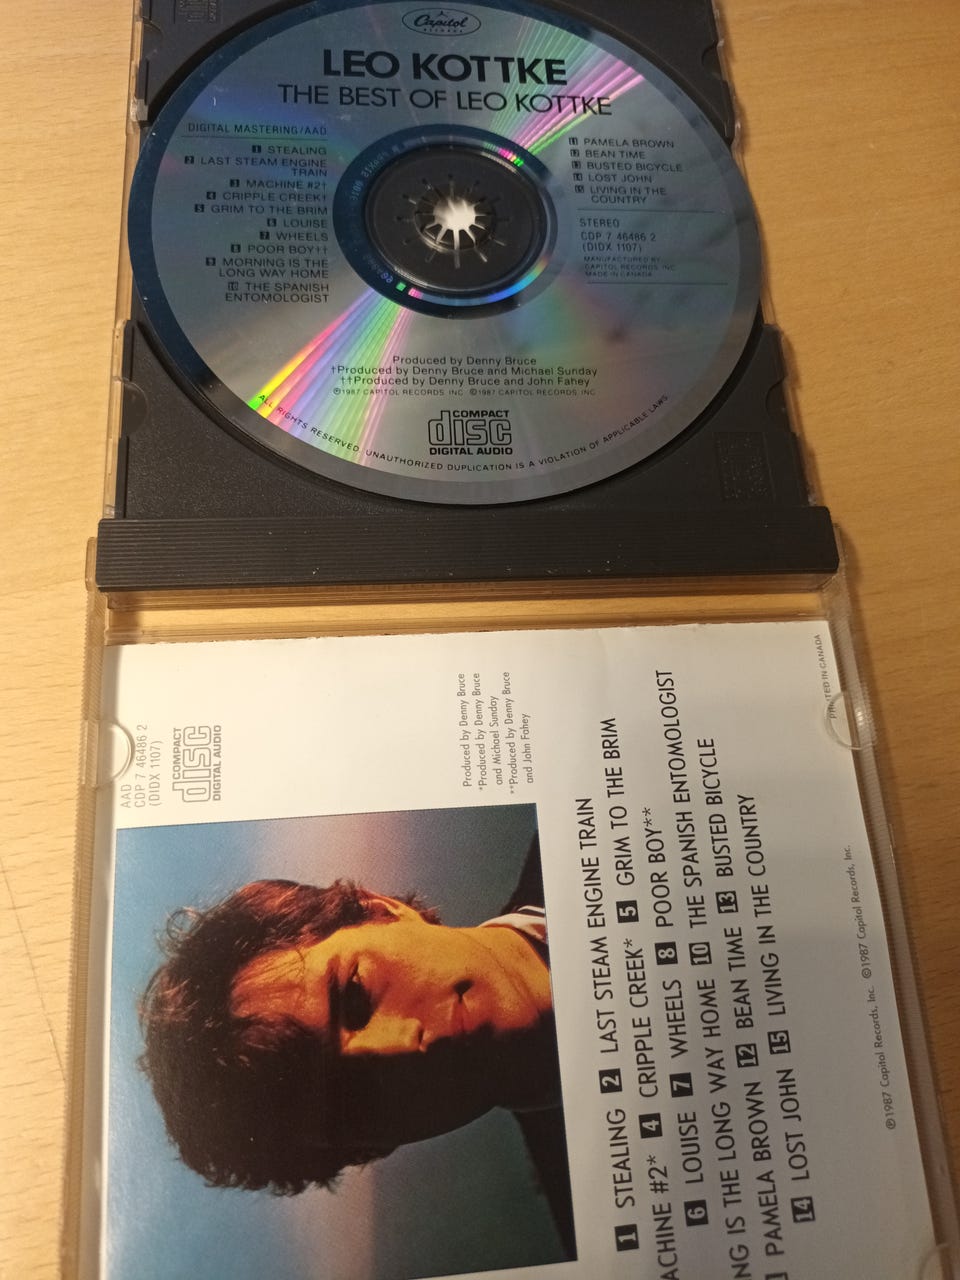 Capitol
RECORDS
LEO KOTTKE
THE BEST OF LEO KOTTKE
DIGITAL MASTERING/AAD
1 STEALING
2 LAST STEAM ENGINE
TRAIN
3 MACHINE #2†
4 CRIPPLE CREEK†
5 GRIM TO THE BRIM
6 LOUISE
7 WHEELS
8 POOR BOY††
9 MORNING IS THE
LONG WAY HOME
10 THE SPANISH
ENTOMOLOGIST
11 PAMELA BROWN
12 BEAN TIME
13 BUSTED BICYCLE
14 LOST JOHN
15 LIVING IN THE
COUNTRY
STEREO
CDP 7 46486 2
(DIDX 1107)
MANUFACTURED BY
CAPITOL RECORDS INC
MADE IN CANADA
Produced by Denny Bruce
†Produced by Denny Bruce and Michael Sunday
††Produced by Denny Bruce and John Fahey
℗1987 CAPITOL RECORDS, INC. ©1987 CAPITOL RECORDS, INC.
COMPACT
disc
DIGITAL AUDIO
ALL RIGHTS RESERVED. UNAUTHORIZED DUPLICATION IS A VIOLATION OF APPLICABLE LAWS
AAD
CDP 7 46486 2
(DIDX 1107)
COMPACT
disc
DIGITAL AUDIO
Produced by Denny Bruce
*Produced by Denny Bruce
and Michael Sunday
**Produced by Denny Bruce
and John Fahey
1 STEALING 2 LAST STEAM ENGINE TRAIN
ACHINE #2* 4 CRIPPLE CREEK* 5 GRIM TO THE BRIM
6 LOUISE 7 WHEELS 8 POOR BOY**
NG IS THE LONG WAY HOME 10 THE SPANISH ENTOMOLOGIST
PAMELA BROWN 12 BEAN TIME 13 BUSTED BICYCLE
14 LOST JOHN 15 LIVING IN THE COUNTRY
℗1987 Capitol Records, Inc. ©1987 Capitol Records, Inc.
PRINTED IN CANADA